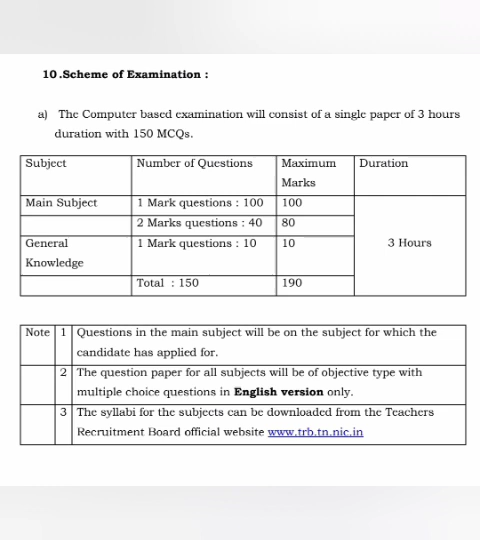 10.Scheme of Examination :
a) The Computer based examination will consist of a single paper of 3 hours
duration with 150 MCQs.
Subject Number of Questions Maximum Duration
Marks
Main Subject 1 Mark questions : 100 100
2 Marks questions : 40 80
General 1 Mark questions : 10 10 3 Hours
Knowledge
Total : 150 190
Note 1 Questions in the main subject will be on the subject for which the
candidate has applied for.
2 The question paper for all subjects will be of objective type with
multiple choice questions in English version only.
3 The syllabi for the subjects can be downloaded from the Teachers
Recruitment Board official website www.trb.tn.nic.in